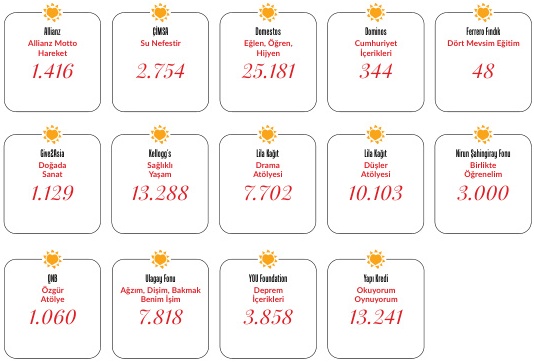 Allianz
Allianz Motto
Hareket
1.416
ÇİMSA
Su Nefestir
2.754
Domestos
Eğlen, Öğren,
Hijyen
25.181
Dominos
Cumhuriyet
İçerikleri
344
Ferrero Fındık
Dört Mevsim Eğitim
48
Give2Asia
Doğada
Sanat
1.129
Kellogg's
Sağlıklı
Yaşam
13.288
Lila Kağıt
Drama
Atölyesi
7.702
Lila Kağıt
Düşler
Atölyesi
10.103
Nirun Şahingiray Fonu
Birlikte
Öğrenelim
3.000
QNB
Özgür
Atölye
1.060
Ulagay Fonu
Ağzım, Dişim, Bakmak
Benim İşim
7.818
YOU Foundation
Deprem
İçerikleri
3.858
Yapı Kredi
Okuyorum
Oynuyorum
13.241